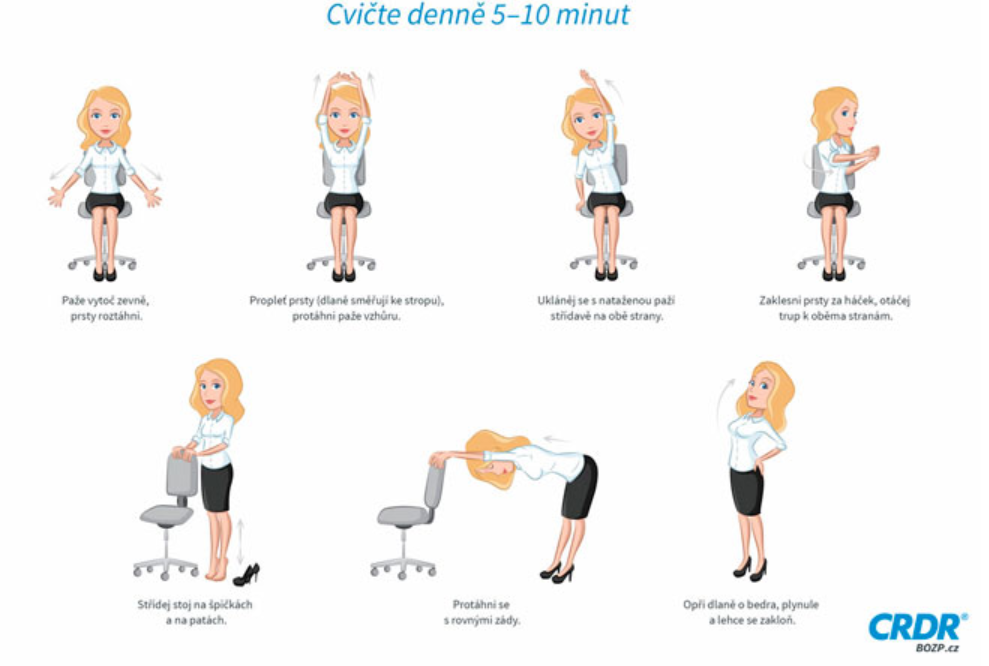 Cvičte denně 5–10 minut
Paže vytoč zevně,
prsty roztáhni.
Propleť prsty (dlaně směřují ke stropu),
protáhni paže vzhůru.
Ukláněj se s nataženou paží
střídavě na obě strany.
Zaklesni prsty za háček, otáčej
trup k oběma stranám.
Střídej stoj na špičkách
a na patách.
Protáhni se
s rovnými zády.
Opři dlaně o bedra, plynule
a lehce se zakloň.
CRDR®
BOZP.cz